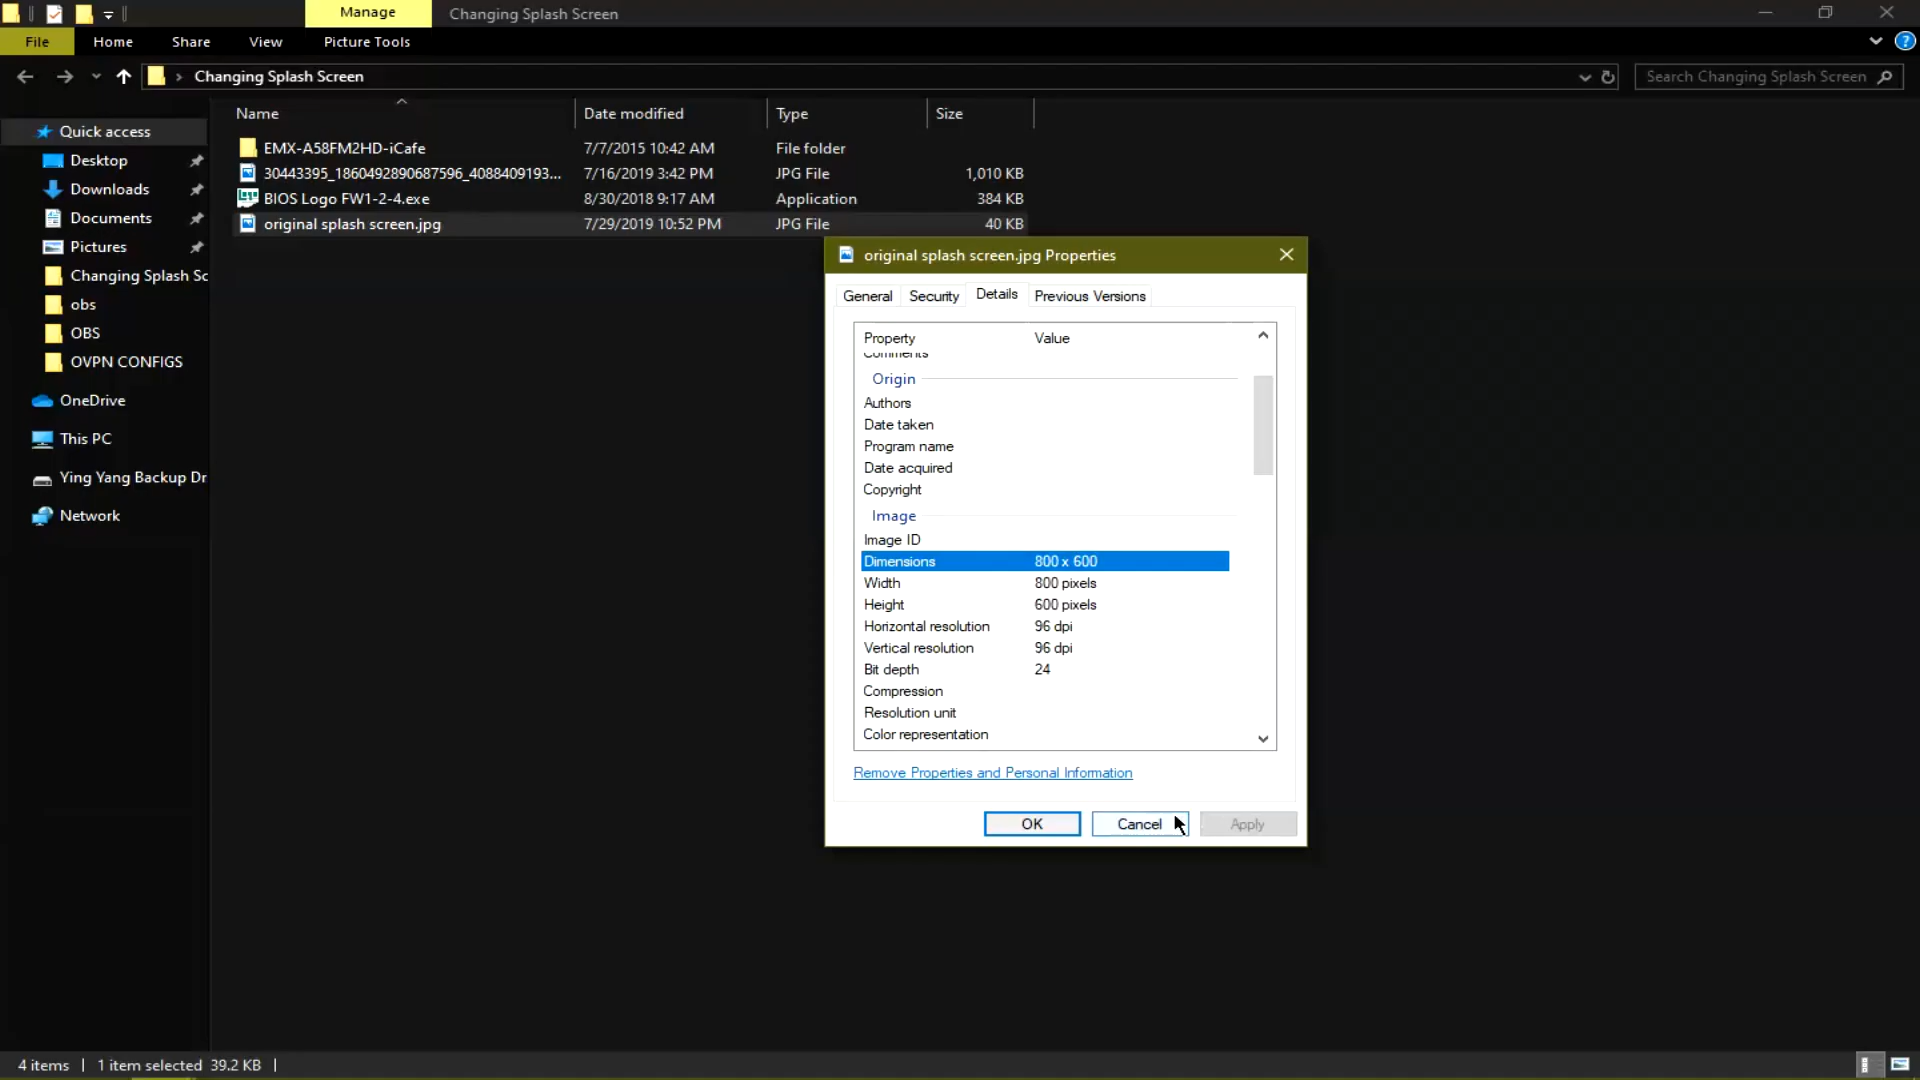 Manage
Changing Splash Screen
File
Home
Share
View
Picture Tools
Changing Splash Screen
Search Changing Splash Screen
Name
Date modified
Type
Size
Quick access
Desktop
Downloads
Documents
Pictures
Changing Splash Sc
obs
OBS
OVPN CONFIGS
OneDrive
This PC
Ying Yang Backup Dr
Network
EMX-A58FM2HD-iCafe 7/7/2015 10:42 AM File folder
30443395_1860492890687596_4088409193... 7/16/2019 3:42 PM JPG File 1,010 KB
BIOS Logo FW1-2-4.exe 8/30/2018 9:17 AM Application 384 KB
original splash screen.jpg 7/29/2019 10:52 PM JPG File 40 KB
original splash screen.jpg Properties
General Security Details Previous Versions
Property Value
Comments
Origin
Authors
Date taken
Program name
Date acquired
Copyright
Image
Image ID
Dimensions 800 x 600
Width 800 pixels
Height 600 pixels
Horizontal resolution 96 dpi
Vertical resolution 96 dpi
Bit depth 24
Compression
Resolution unit
Color representation
Remove Properties and Personal Information
OK Cancel Apply
4 items 1 item selected 39.2 KB